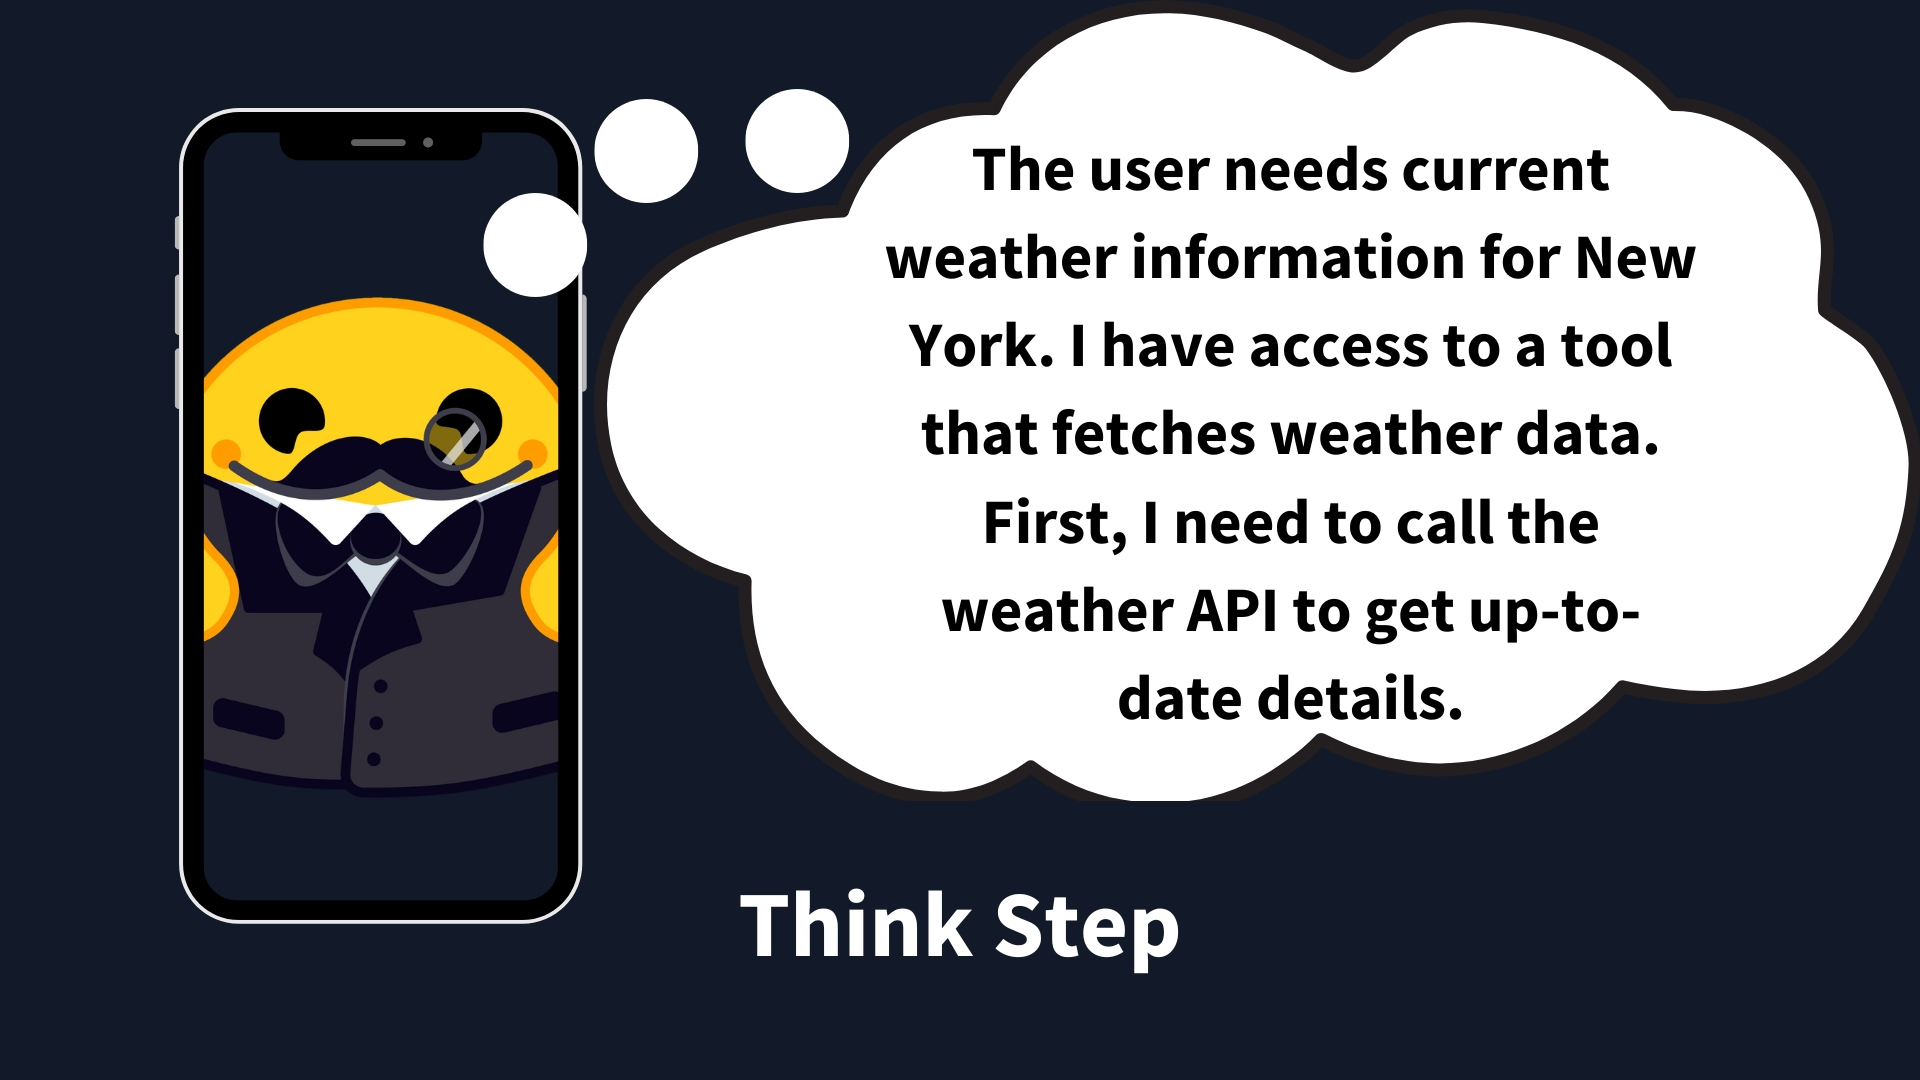 The user needs current
weather information for New
York. I have access to a tool
that fetches weather data.
First, I need to call the
weather API to get up-to-
date details.
Think Step